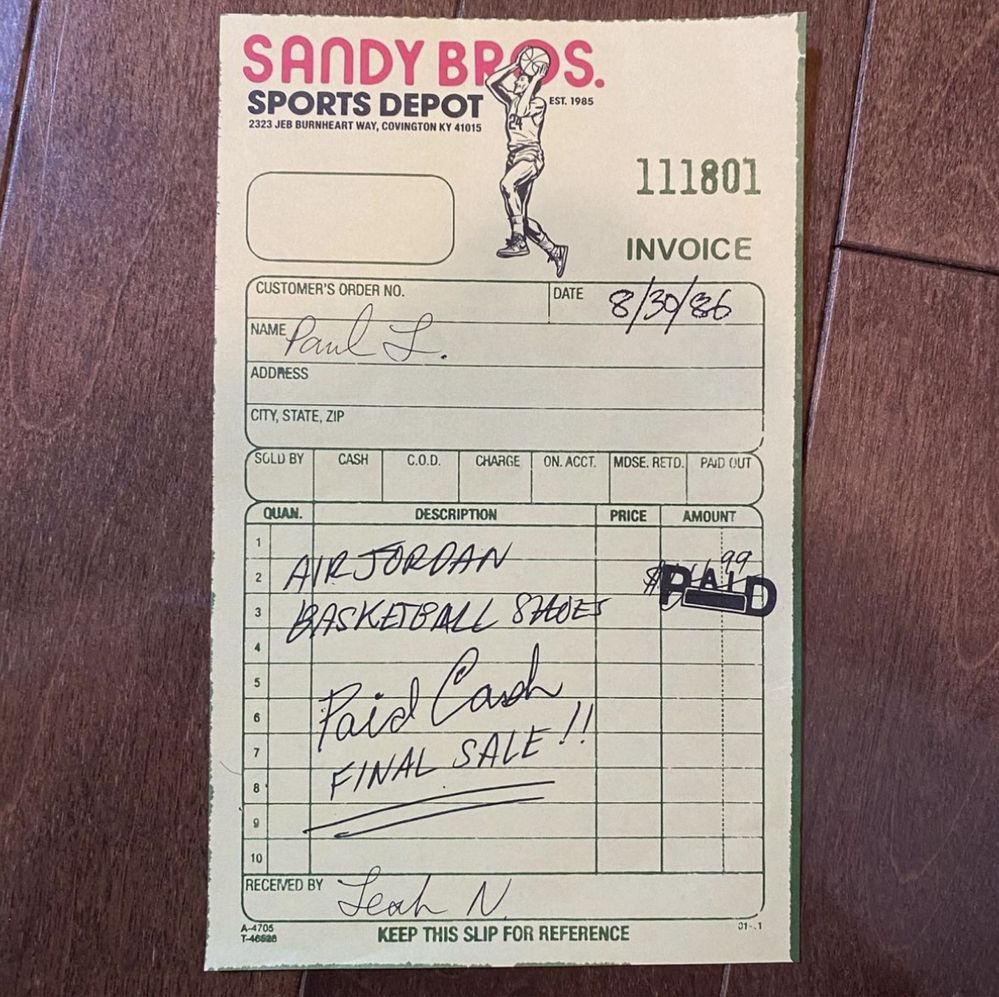 SANDY BROS.
SPORTS DEPOT
EST. 1985
2323 JEB BURNHEART WAY, COVINGTON KY 41015
24
111801
INVOICE
CUSTOMER'S ORDER NO.
DATE 8/30/86
NAME Paul L.
ADDRESS
CITY, STATE, ZIP
SOLD BY CASH C.O.D. CHARGE ON. ACCT. MDSE. RETD. PAID OUT
QUAN. DESCRIPTION PRICE AMOUNT
1
2 AIR JORDAN
PAID
3 BASKETBALL SHOES
4
5
6 Paid Cash
7
8 FINAL SALE!!
9
10
RECEIVED BY Leah N.
A-4705
KEEP THIS SLIP FOR REFERENCE